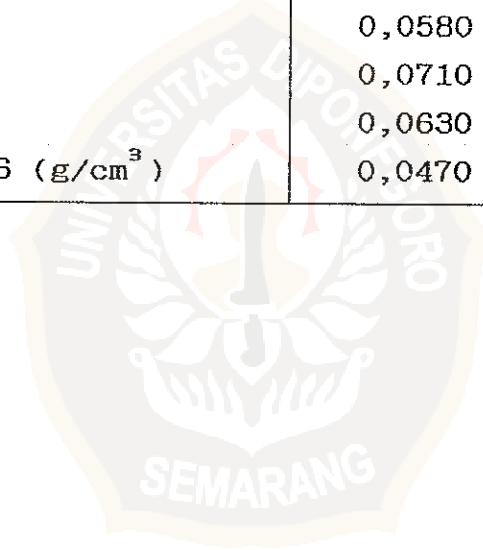 0,0580
0,0710
0,0630
6 (g/cm³) 0,0470
UNIVERSITAS DIPONEGORO
SEMARANG